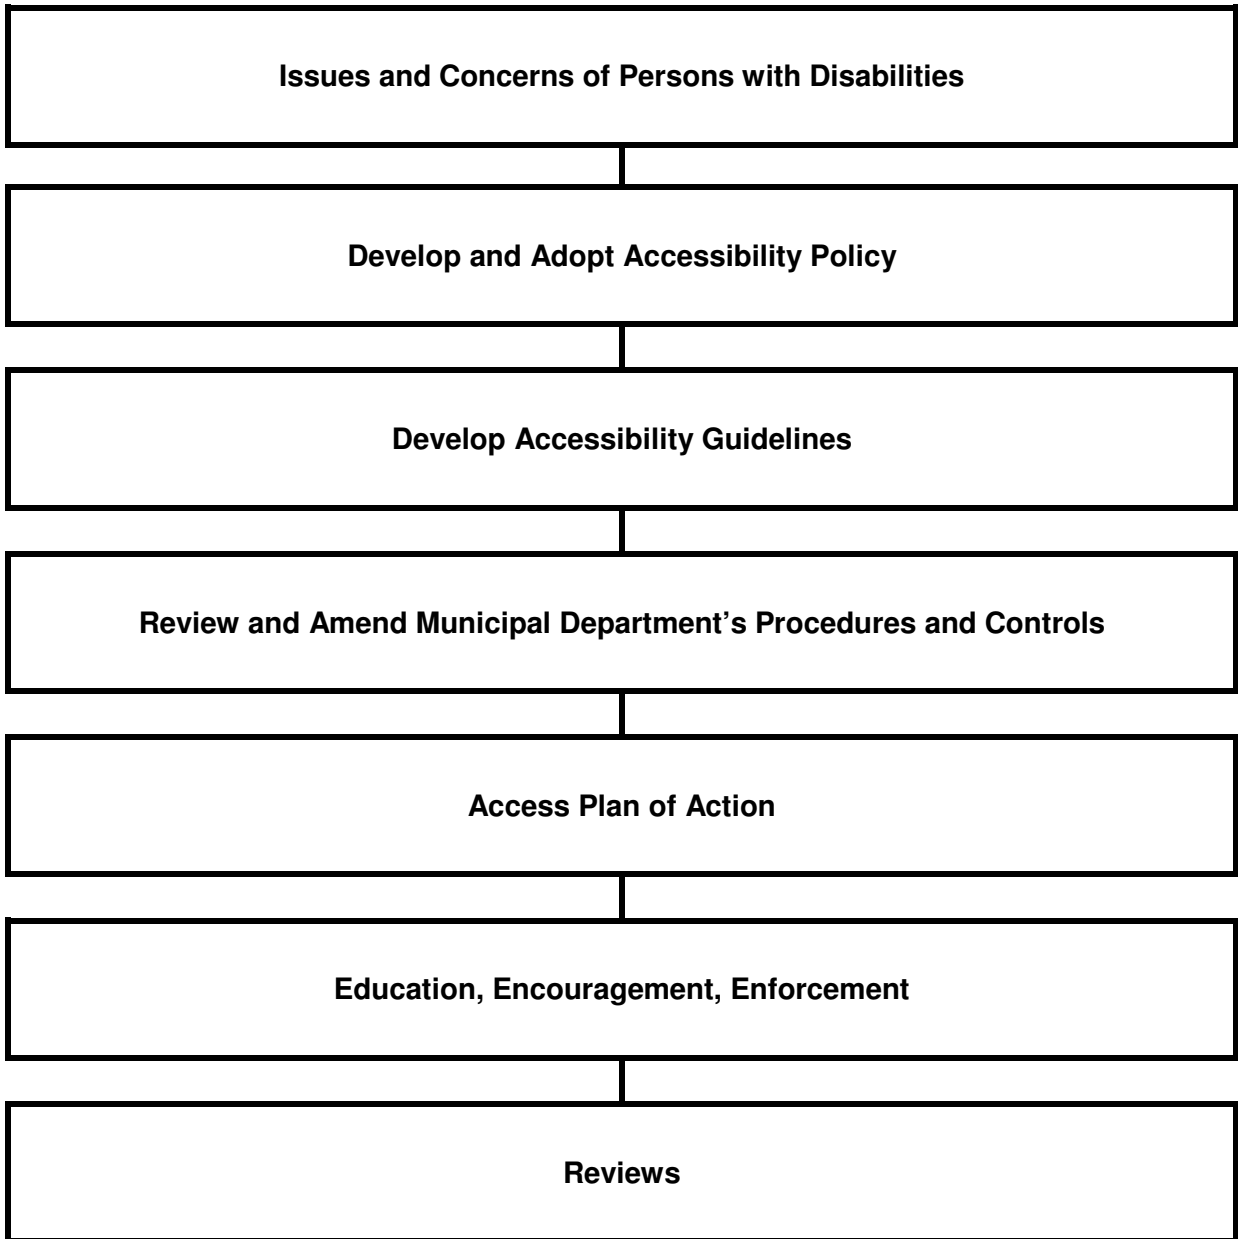 Issues and Concerns of Persons with Disabilities
Develop and Adopt Accessibility Policy
Develop Accessibility Guidelines
Review and Amend Municipal Department’s Procedures and Controls
Access Plan of Action
Education, Encouragement, Enforcement
Reviews